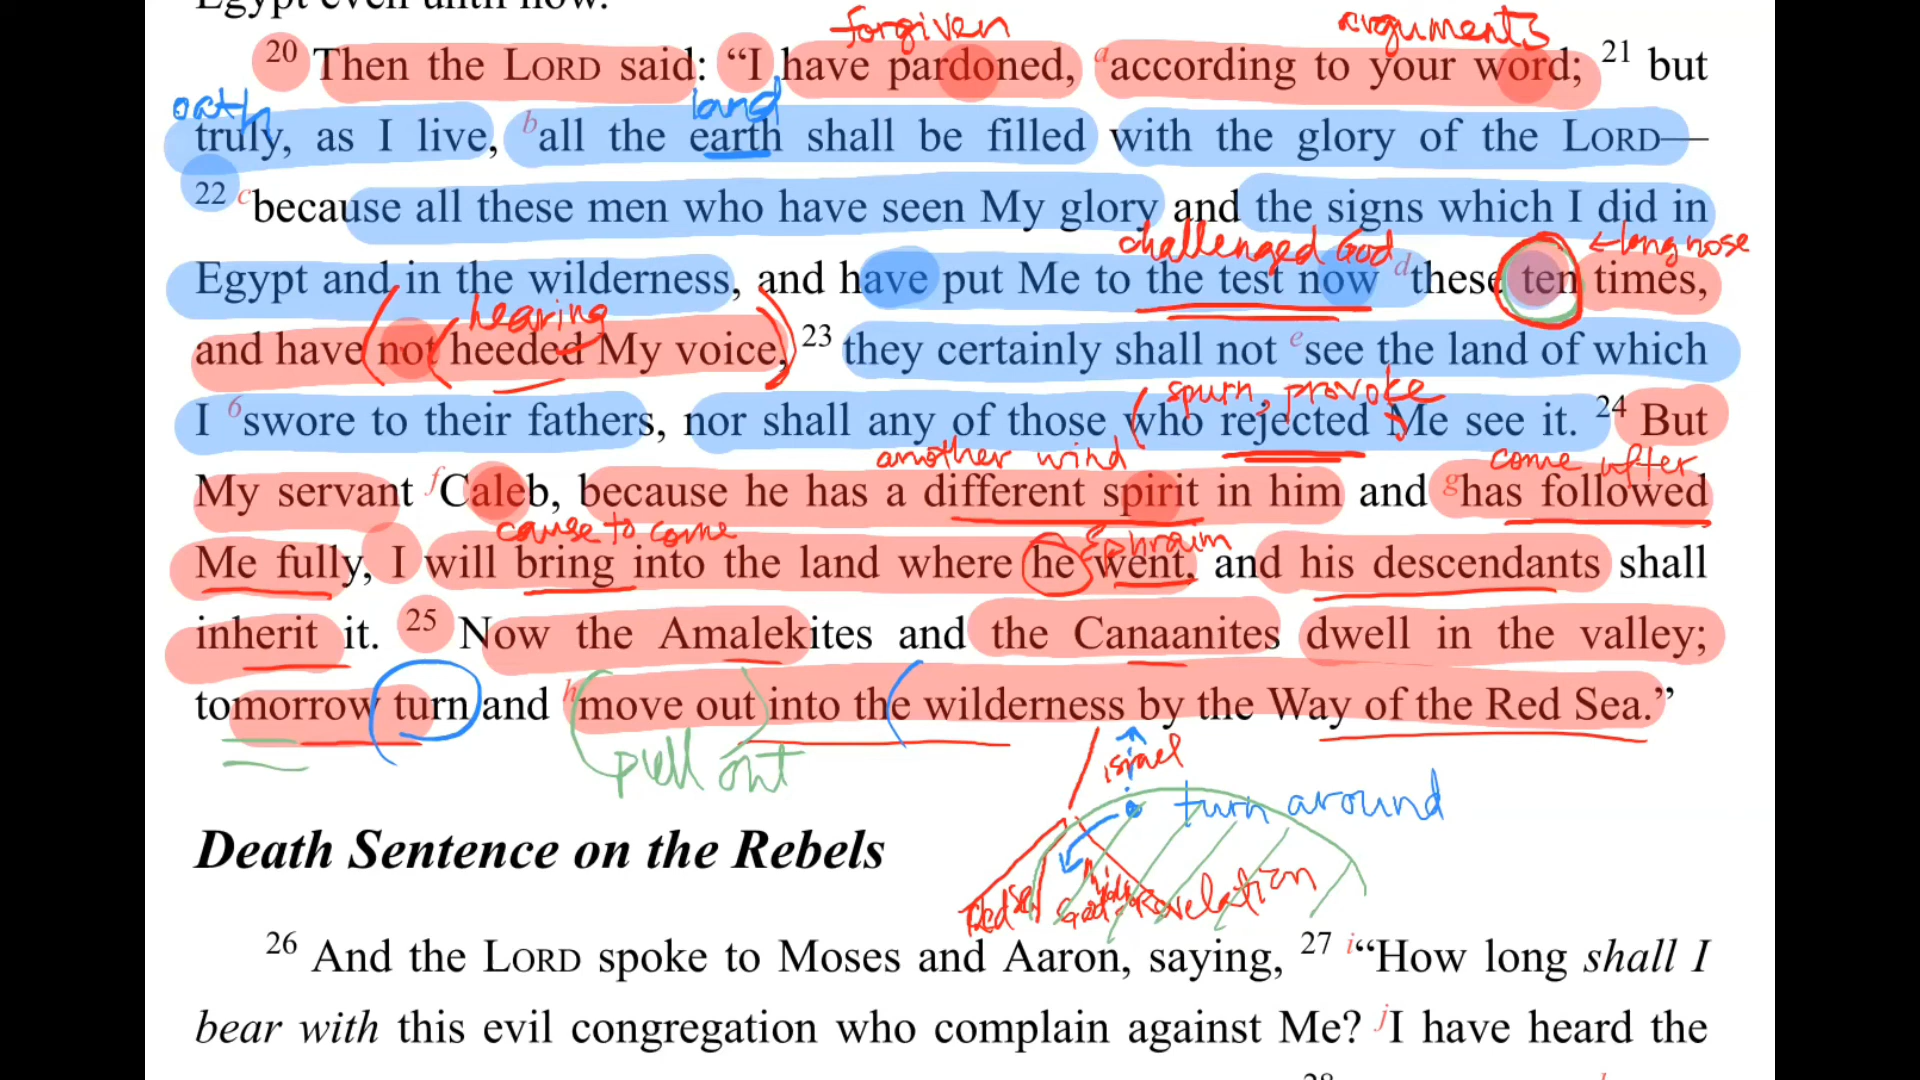 Egypt even until now.
forgiven arguments
20 Then the LORD said: “I have pardoned, a according to your word; 21 but
oath land
truly, as I live, b all the earth shall be filled with the glory of the LORD—
22 c because all these men who have seen My glory and the signs which I did in
challenged God ←long nose
Egypt and in the wilderness, and have put Me to the test now d these ten times,
hearing
and have not heeded My voice, 23 they certainly shall not e see the land of which
spurn, provoke
I 6 swore to their fathers, nor shall any of those who rejected Me see it. 24 But
another wind come after
My servant f Caleb, because he has a different spirit in him and g has followed
cause to come Ephraim
Me fully, I will bring into the land where he went, and his descendants shall
inherit it. 25 Now the Amalekites and the Canaanites dwell in the valley;
tomorrow turn and h move out into the wilderness by the Way of the Red Sea.”
pull out israel
turn around
Death Sentence on the Rebels
Red Sea God Revelation
26 And the LORD spoke to Moses and Aaron, saying, 27 i “How long shall I
bear with this evil congregation who complain against Me? j I have heard the
28